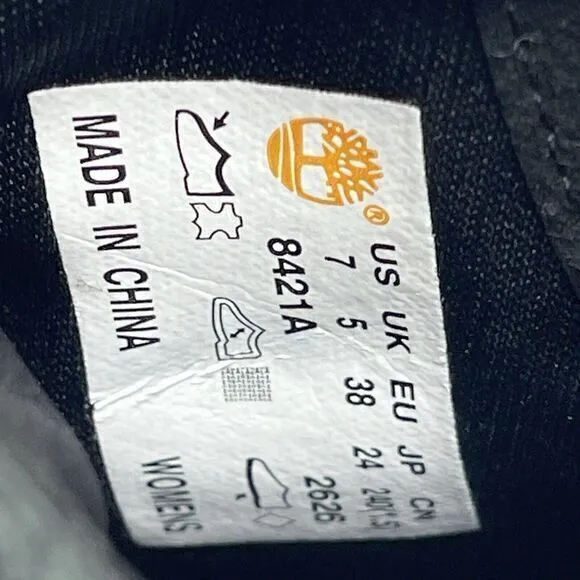 ®
US UK EU JP CN
7 5 38 24 240/1.5
8421A 2626
MADE IN CHINA
WOMENS